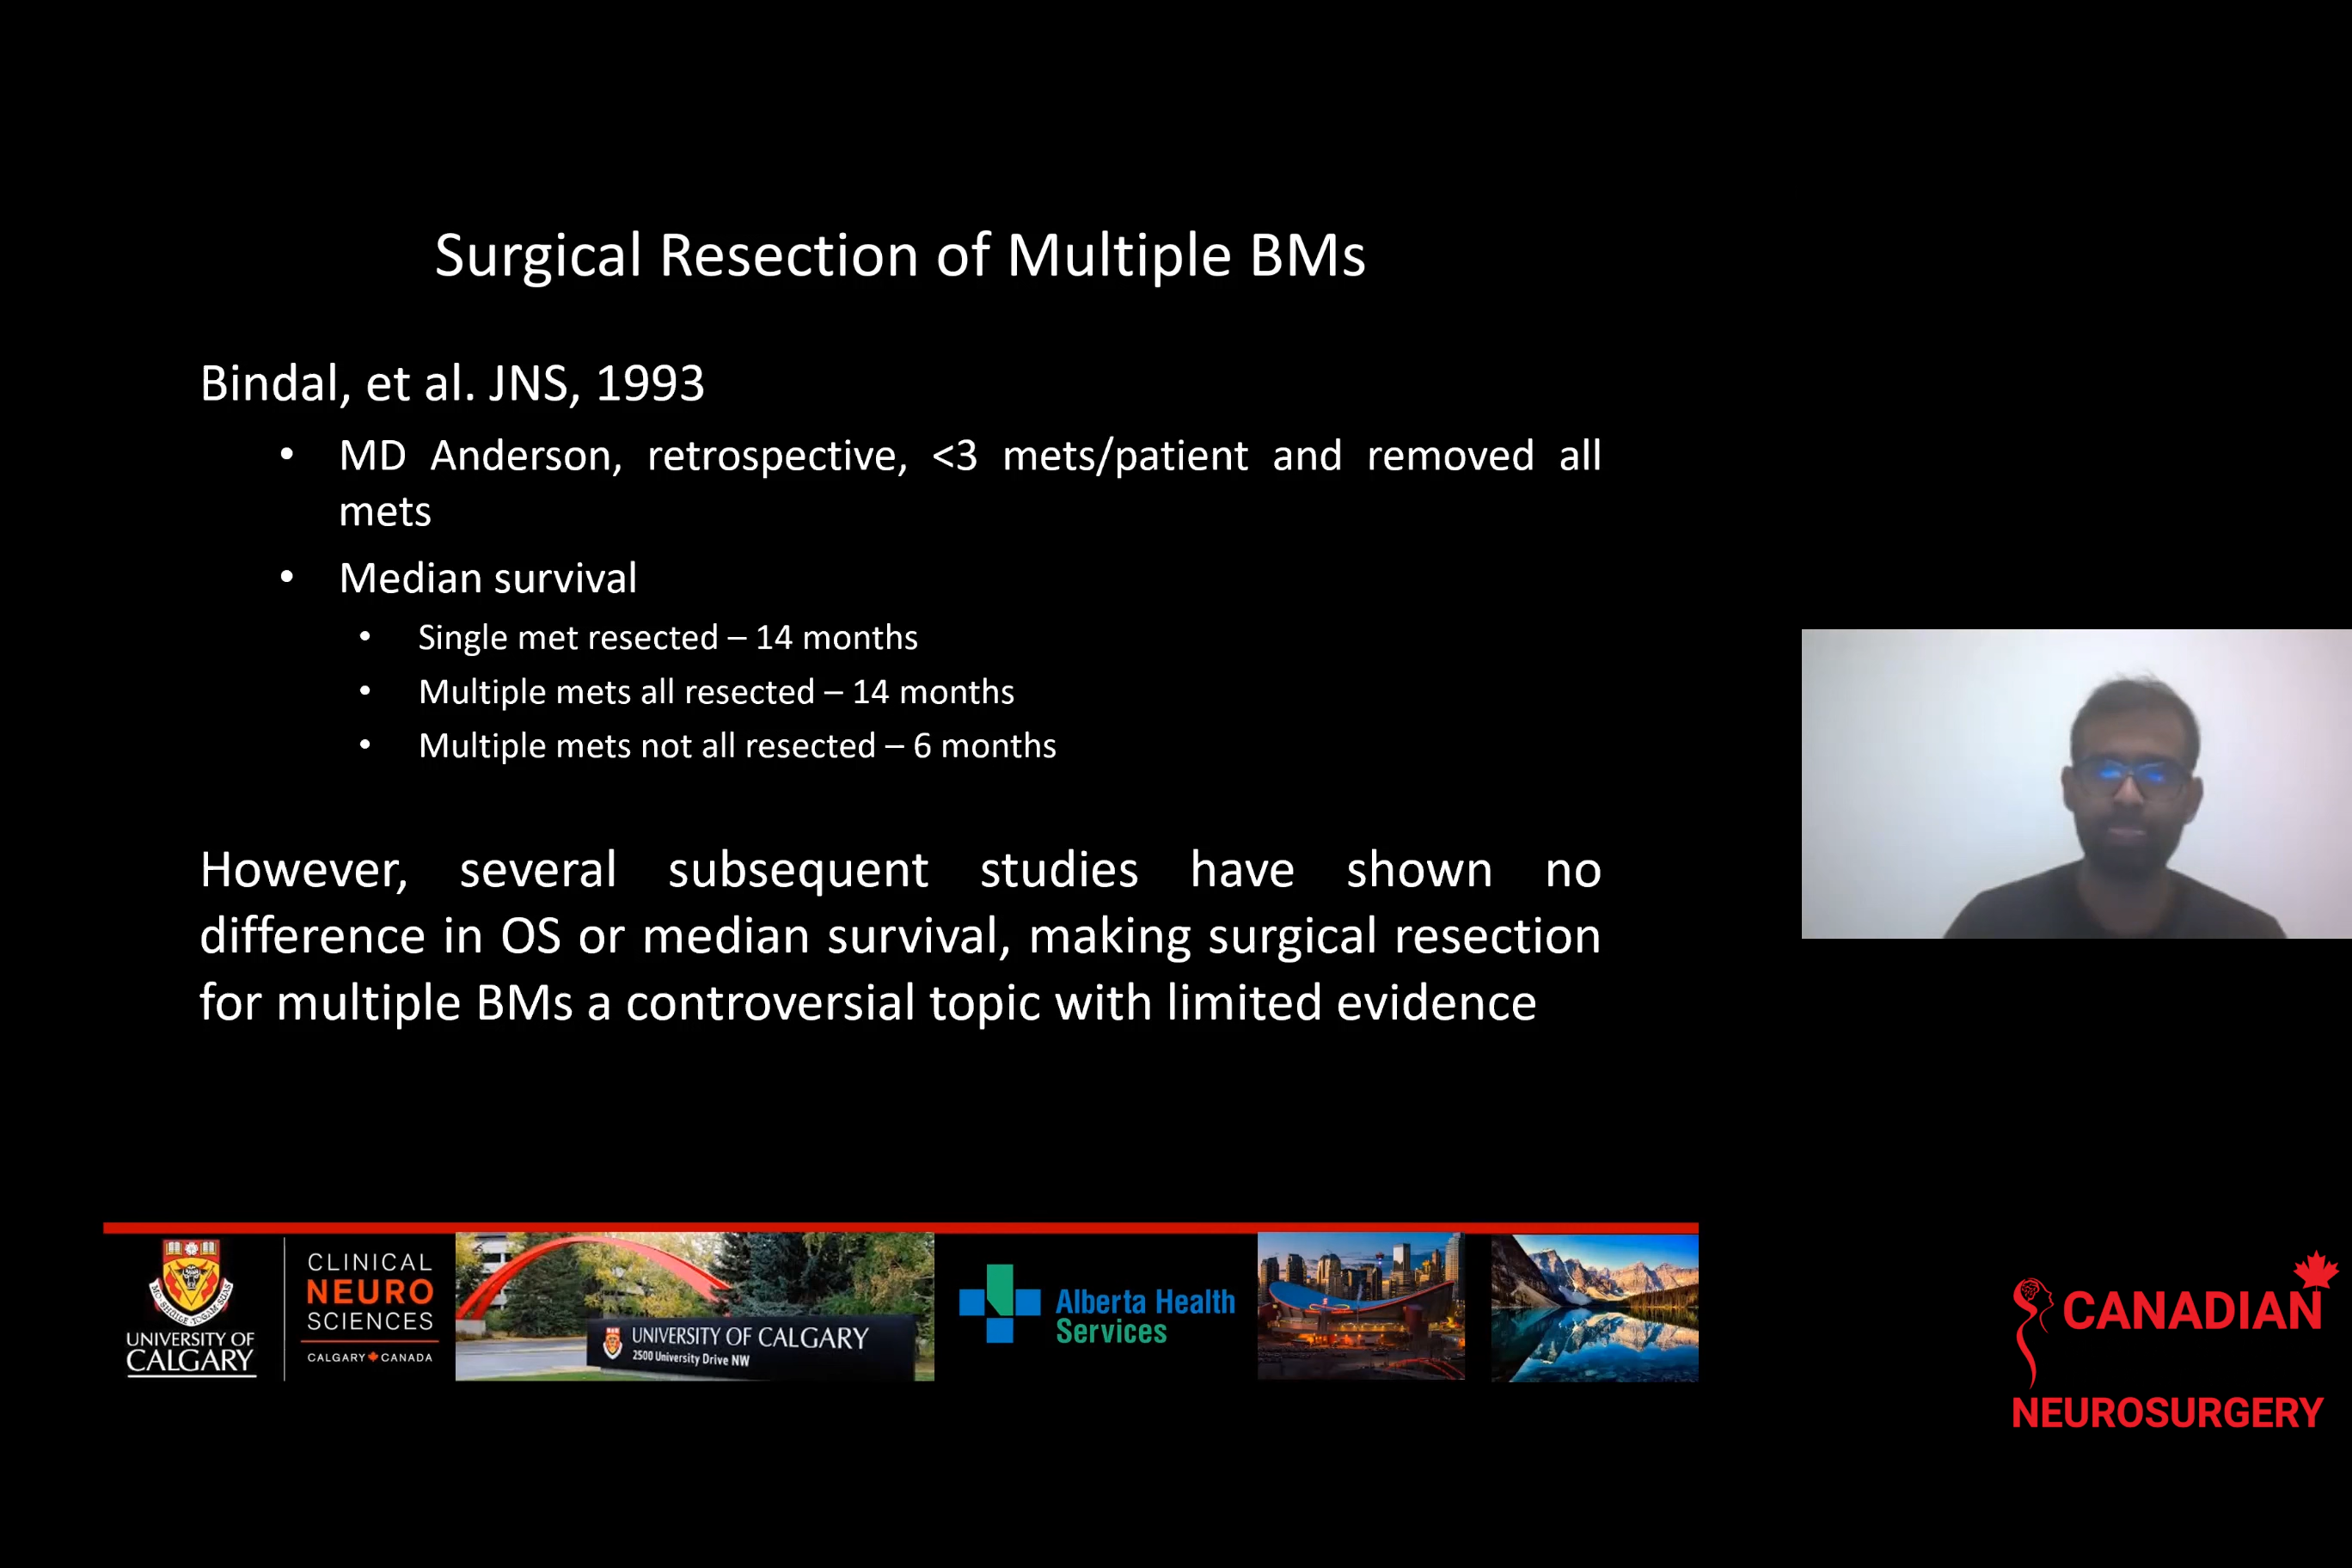 Surgical Resection of Multiple BMs
Bindal, et al. JNS, 1993
• MD Anderson, retrospective, <3 mets/patient and removed all
mets
• Median survival
• Single met resected – 14 months
• Multiple mets all resected – 14 months
• Multiple mets not all resected – 6 months
However, several subsequent studies have shown no
difference in OS or median survival, making surgical resection
for multiple BMs a controversial topic with limited evidence
UNIVERSITY OF
CALGARY
CLINICAL
NEURO
SCIENCES
CALGARY CANADA
UNIVERSITY OF CALGARY
2500 University Drive NW
Alberta Health
Services
CANADIAN
NEUROSURGERY